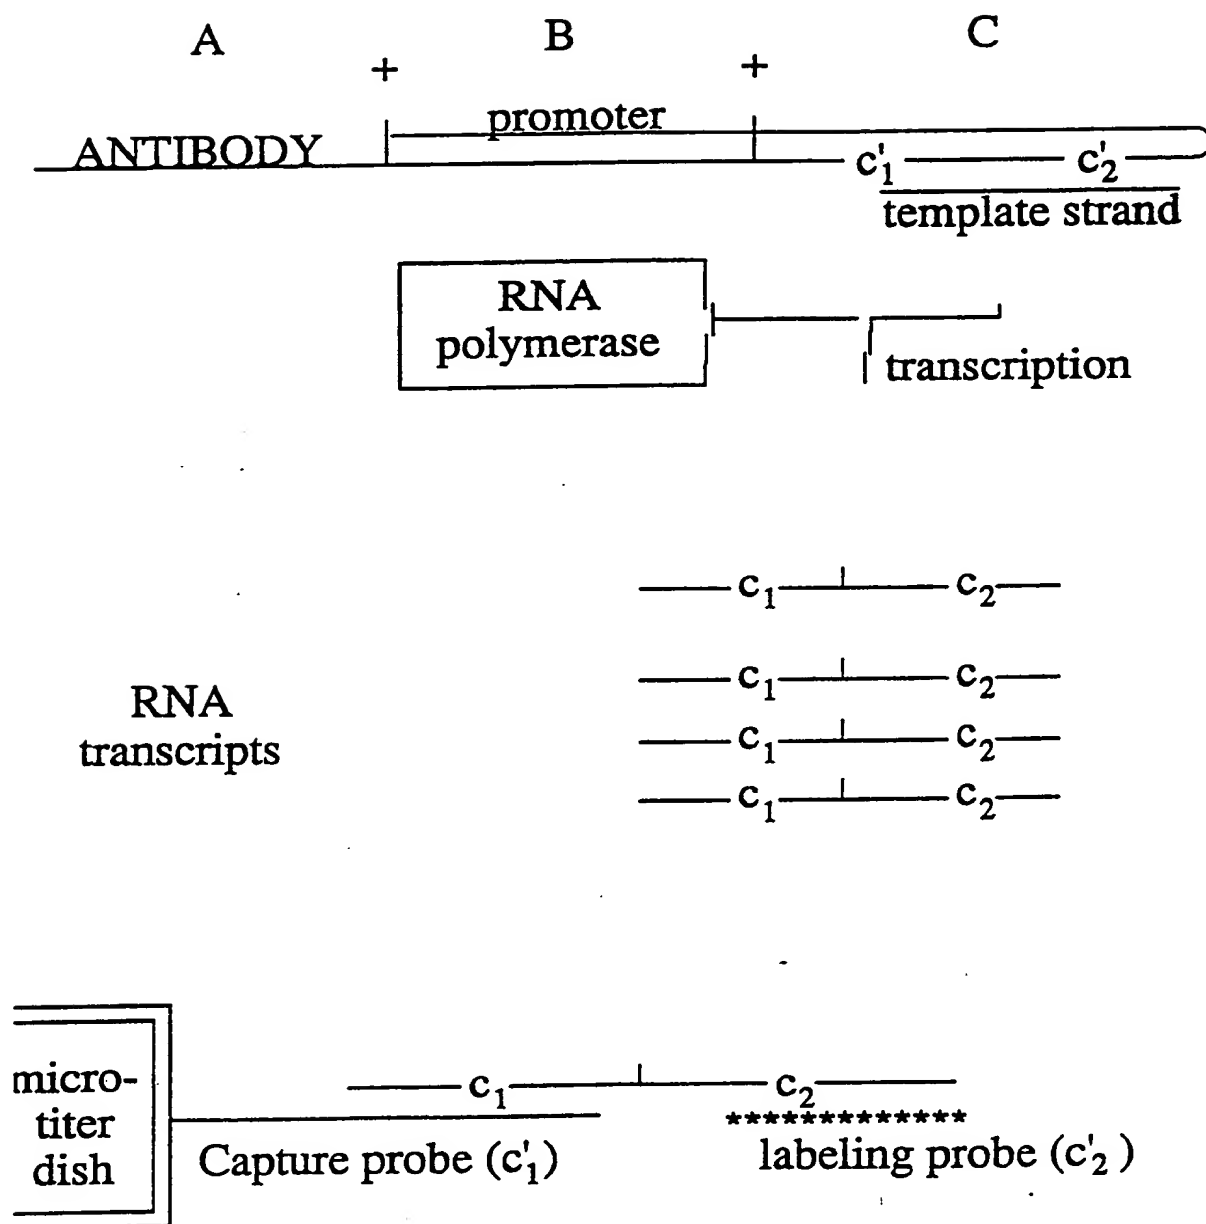 A B C
+ +
promoter
ANTIBODY c'₁ c'₂
template strand
RNA
polymerase
transcription
c₁ c₂
c₁ c₂
RNA
transcripts
c₁ c₂
c₁ c₂
micro-
titer
dish
c₁ c₂
*************
Capture probe (c'₁)
labeling probe (c'₂)